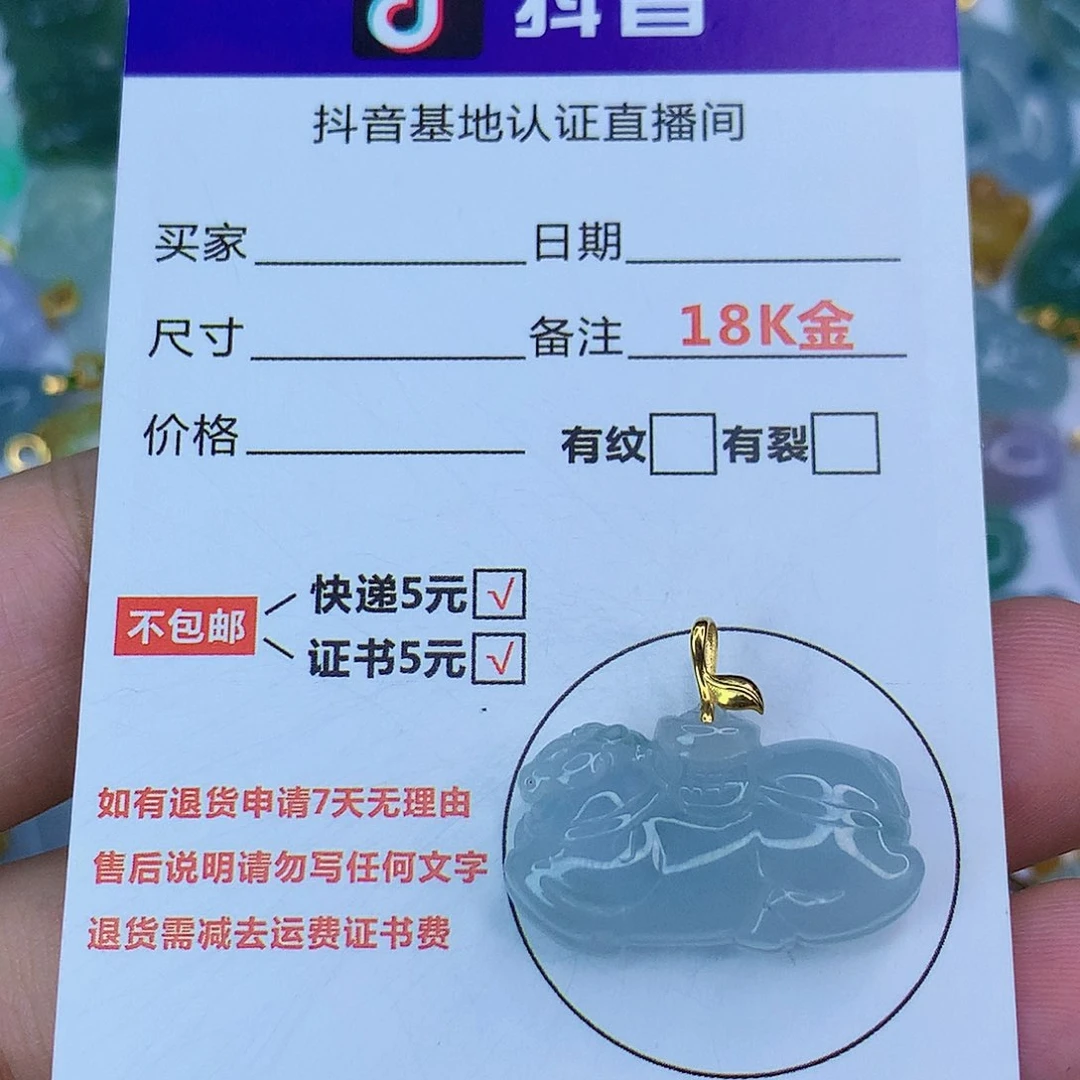 抖音
抖音基地认证直播间
买家 日期
尺寸 备注 18K金
价格 有纹 有裂
不包邮 快递5元 √
证书5元 √
如有退货申请7天无理由
售后说明请勿写任何文字
退货需减去运费证书费